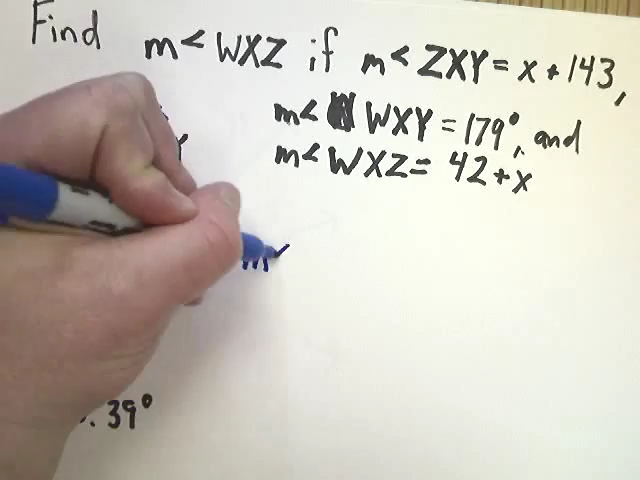 Find m< WXZ if m< ZXY = x + 143,
m< WXY = 179°, and
m< WXZ = 42 + x
Y
m<
. 39°